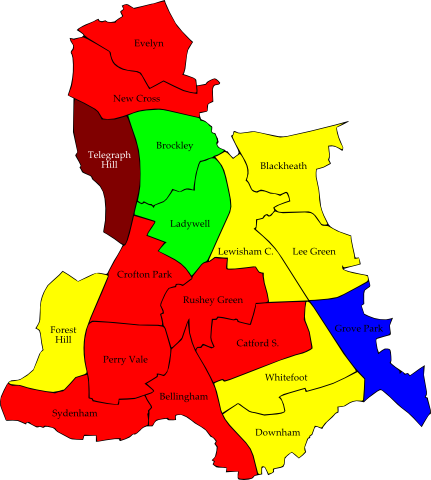 Evelyn
New Cross
Telegraph
Hill
Brockley
Blackheath
Ladywell
Lewisham C.
Lee Green
Crofton Park
Rushey Green
Forest
Hill
Perry Vale
Catford S.
Grove Park
Whitefoot
Bellingham
Sydenham
Downham